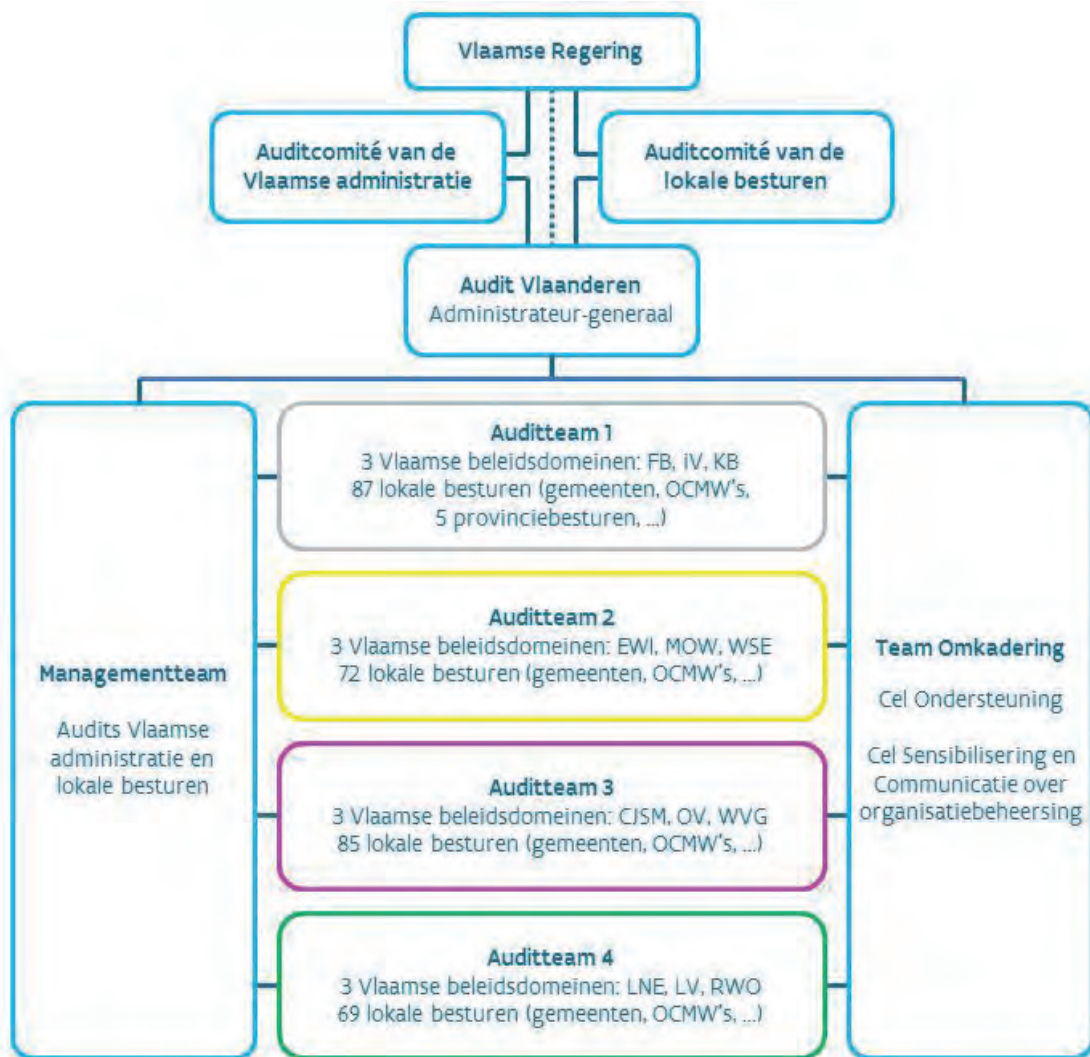 Vlaamse Regering
Auditcomité van de
Vlaamse administratie
Auditcomité van de
lokale besturen
Audit Vlaanderen
Administrateur-generaal
Managementteam
Audits Vlaamse
administratie en
lokale besturen
Auditteam 1
3 Vlaamse beleidsdomeinen: FB, iV, KB
87 lokale besturen (gemeenten, OCMW's,
5 provinciebesturen, ...)
Auditteam 2
3 Vlaamse beleidsdomeinen: EWI, MOW, WSE
72 lokale besturen (gemeenten, OCMW's, ...)
Auditteam 3
3 Vlaamse beleidsdomeinen: CJSM, OV, WVG
85 lokale besturen (gemeenten, OCMW's, ...)
Auditteam 4
3 Vlaamse beleidsdomeinen: LNE, LV, RWO
69 lokale besturen (gemeenten, OCMW's, ...)
Team Omkadering
Cel Ondersteuning
Cel Sensibilisering en
Communicatie over
organisatiebeheersing